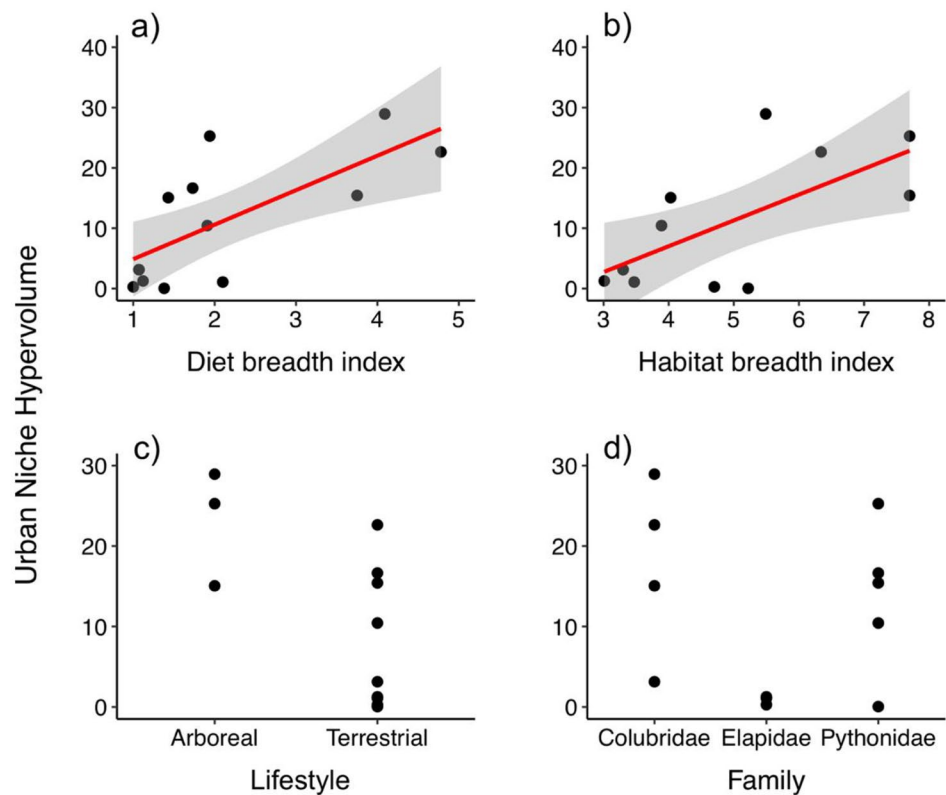 a)
b)
40
30
20
10
0
1 2 3 4 5
Diet breadth index
40
30
20
10
0
3 4 5 6 7 8
Habitat breadth index
Urban Niche Hypervolume
c)
d)
30
20
10
0
Arboreal Terrestrial
Lifestyle
30
20
10
0
Colubridae Elapidae Pythonidae
Family